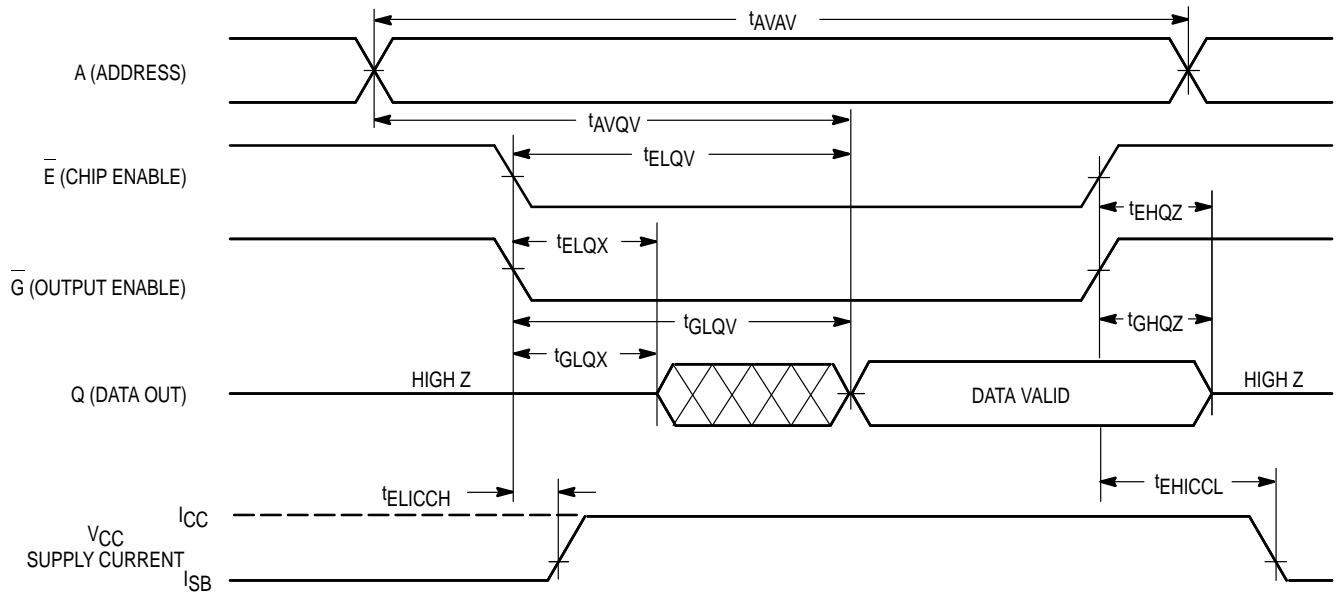 tAVAV
A (ADDRESS)
tAVQV
tELQV
E (CHIP ENABLE)
tEHQZ
tELQX
G (OUTPUT ENABLE)
tGLQV
tGHQZ
tGLQX
HIGH Z
Q (DATA OUT)
DATA VALID
HIGH Z
tELICCH
tEHICCL
ICC
VCC
SUPPLY CURRENT
ISB